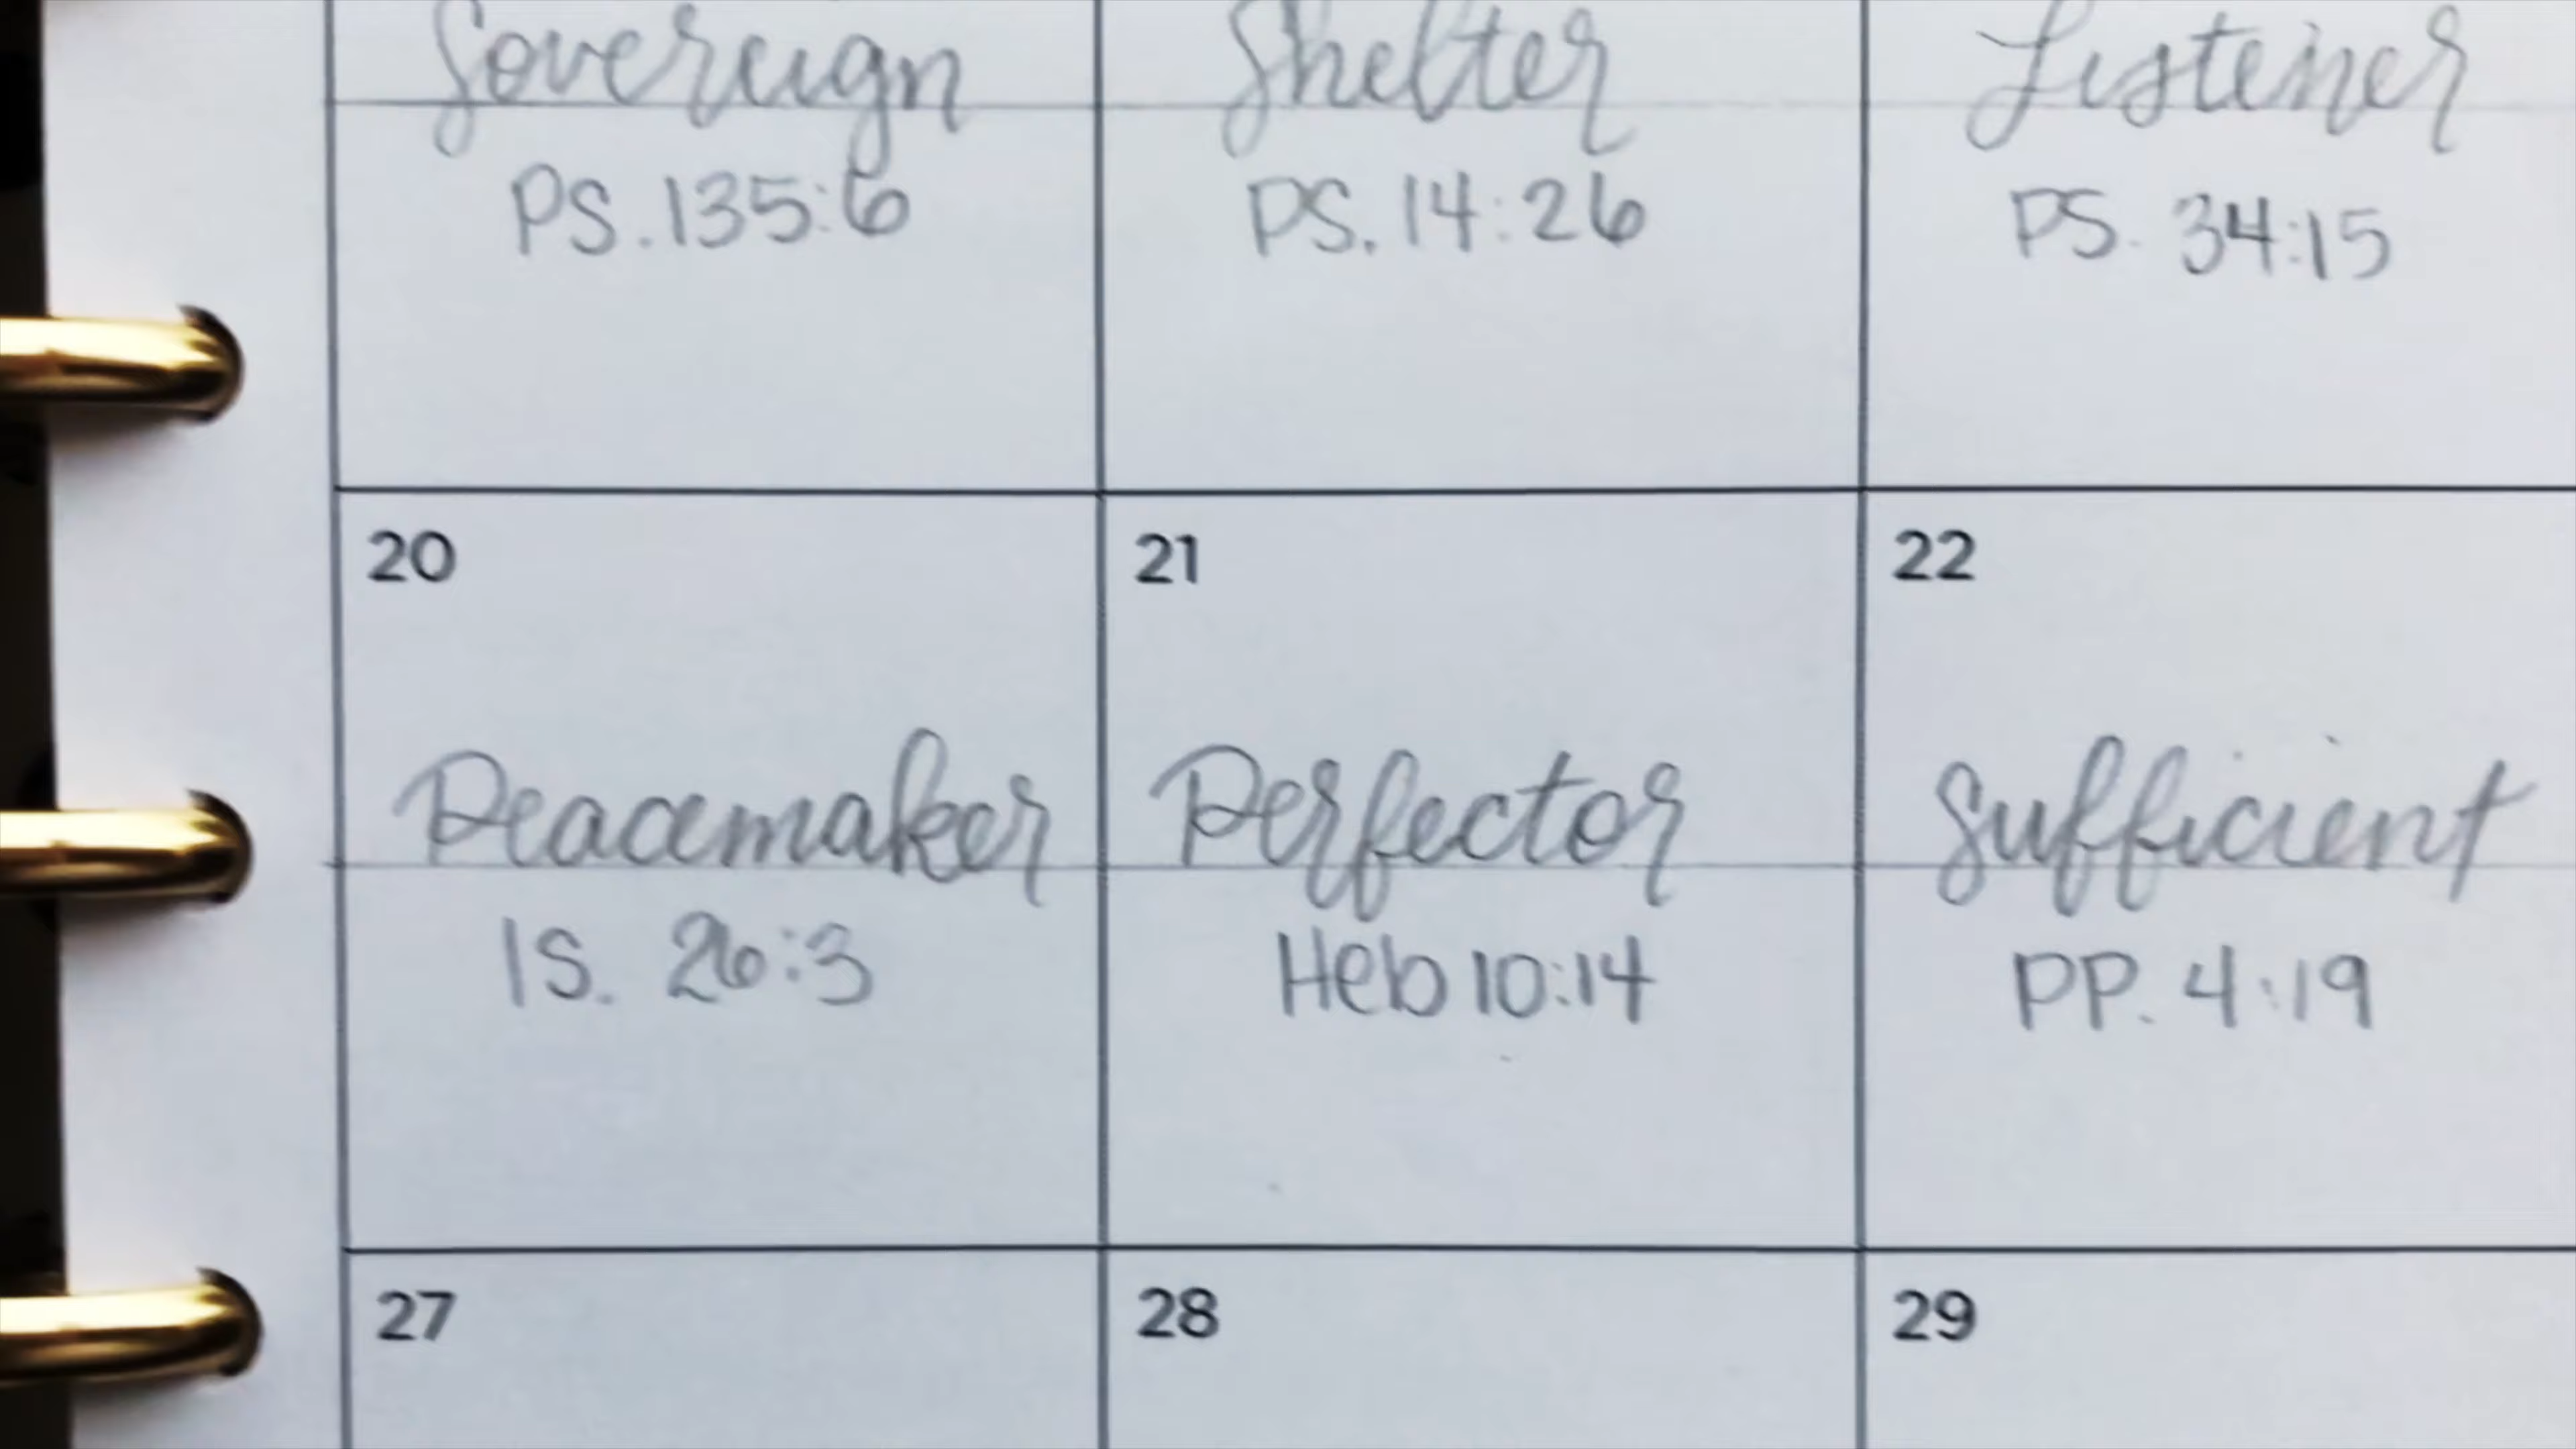 Sovereign Shelter Listener
PS. 135:6 PS. 14:26 PS. 34:15
20 21 22
Peacemaker Perfector Sufficient
IS. 26:3 Heb 10:14 PP. 4:19
27 28 29